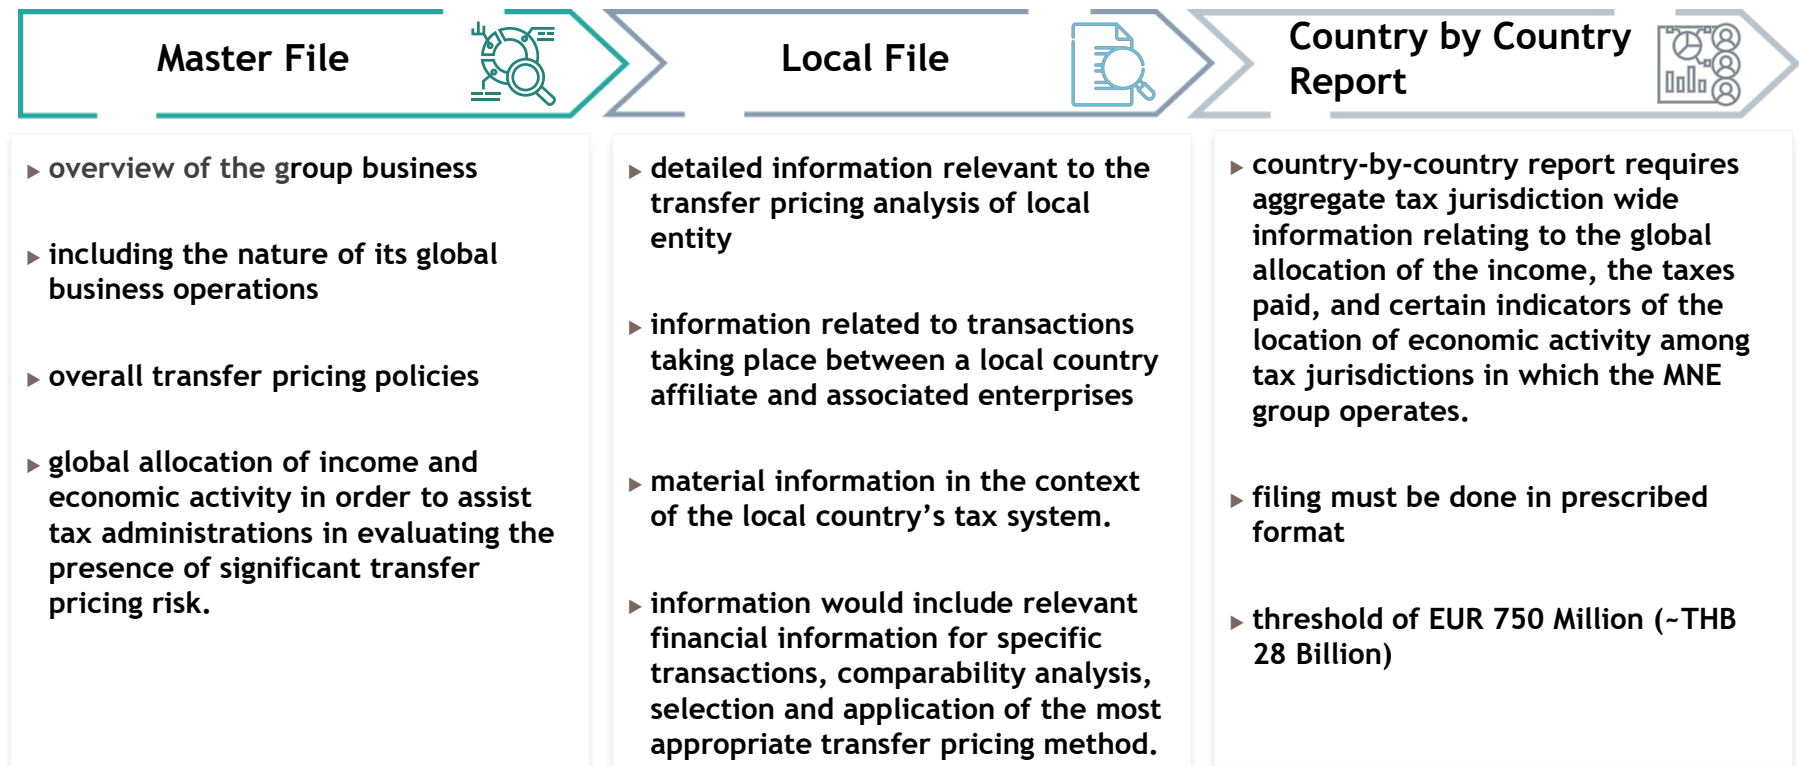 Master File
overview of the group business
including the nature of its global
business operations
overall transfer pricing policies
global allocation of income and
economic activity in order to assist
tax administrations in evaluating the
presence of significant transfer
pricing risk.
Local File
detailed information relevant to the
transfer pricing analysis of local
entity
information related to transactions
taking place between a local country
affiliate and associated enterprises
material information in the context
of the local country’s tax system.
information would include relevant
financial information for specific
transactions, comparability analysis,
selection and application of the most
appropriate transfer pricing method.
Country by Country
Report
country-by-country report requires
aggregate tax jurisdiction wide
information relating to the global
allocation of the income, the taxes
paid, and certain indicators of the
location of economic activity among
tax jurisdictions in which the MNE
group operates.
filing must be done in prescribed
format
threshold of EUR 750 Million (~THB
28 Billion)